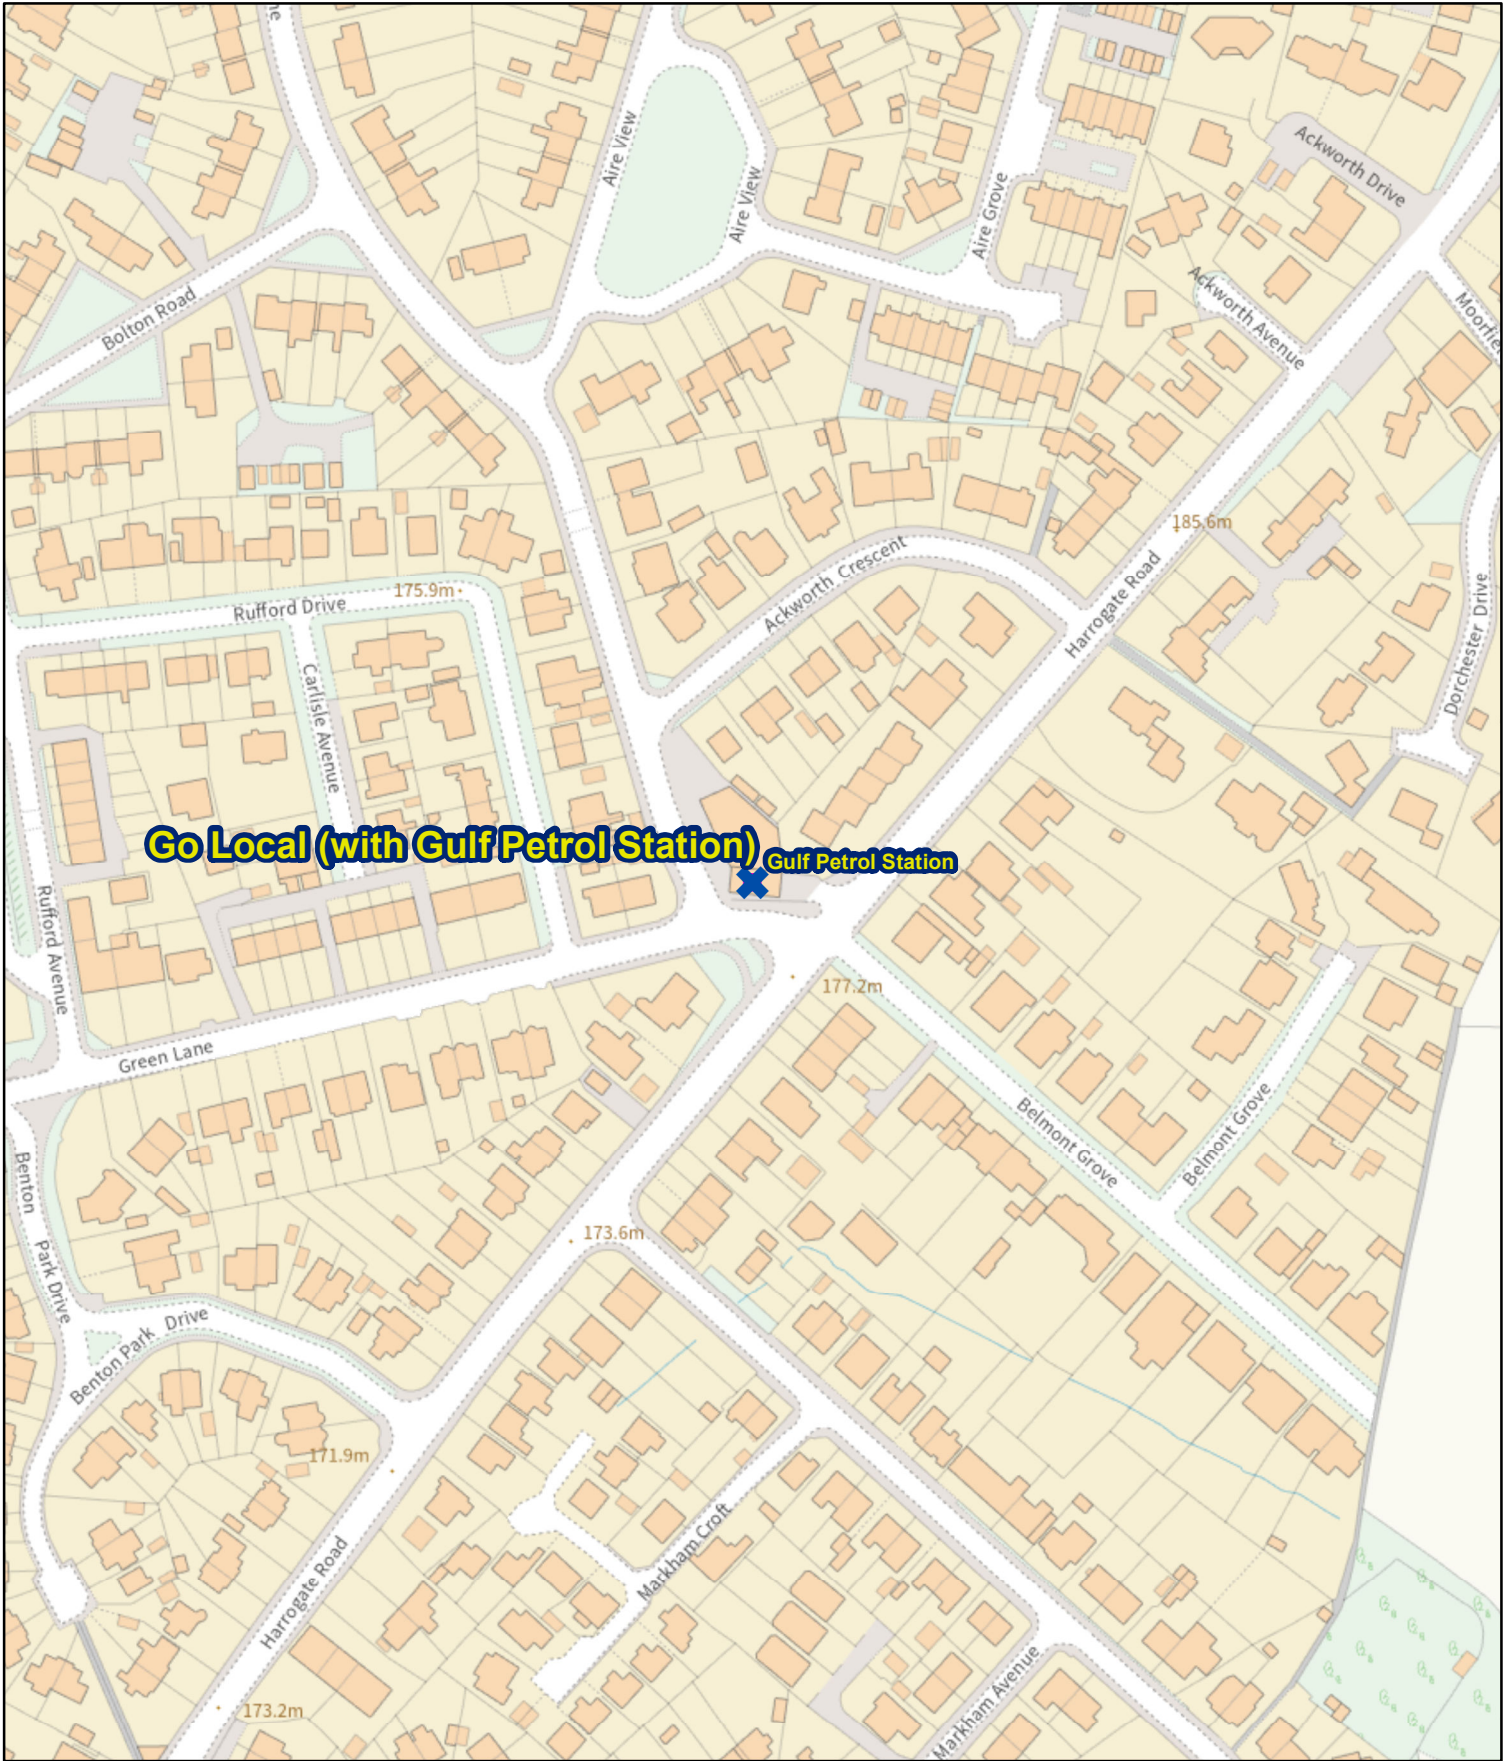 ne
Aire View
Aire View
Aire Grove
Ackworth Drive
Ackworth Avenue
Bolton Road
185.6m
Ackworth Crescent
175.9m
Rufford Drive
Harrogate Road
Dorchester Drive
Carlisle Avenue
Go Local (with Gulf Petrol Station)
Gulf Petrol Station
Rufford Avenue
177.2m
Green Lane
Belmont Grove
Belmont Grove
Benton Park Drive
173.6m
Benton Park Drive
171.9m
Harrogate Road
Markham Croft
Markham Avenue
173.2m